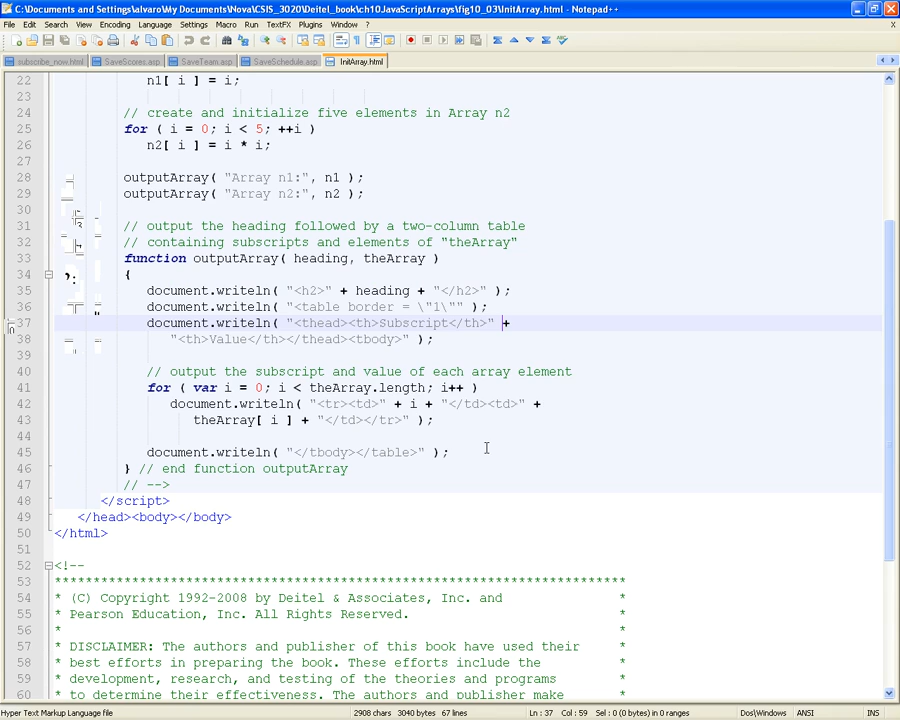 C:\Documents and Settings\alvaro\My Documents\Nova\CSIS_3020\Deitel_book\ch10JavaScriptArrays\fig10_03\InitArray.html - Notepad++
File Edit Search View Encoding Language Settings Macro Run TextFX Plugins Window ?
X
subscribe_now.html SaveScores.asp SaveTeam.asp SaveSchedule.asp InitArray.html
22 n1[ i ] = i;
23
24 // create and initialize five elements in Array n2
25 for ( i = 0; i < 5; ++i )
26 n2[ i ] = i * i;
27
28 outputArray( "Array n1:", n1 );
29 outputArray( "Array n2:", n2 );
30
31 // output the heading followed by a two-column table
32 // containing subscripts and elements of "theArray"
33 function outputArray( heading, theArray )
34 {
35 document.writeln( "<h2>" + heading + "</h2>" );
36 document.writeln( "<table border = \"1\"" );
37 document.writeln( "<thead><th>Subscript</th>" +
38 "<th>Value</th></thead><tbody>" );
39
40 // output the subscript and value of each array element
41 for ( var i = 0; i < theArray.length; i++ )
42 document.writeln( "<tr><td>" + i + "</td><td>" +
43 theArray[ i ] + "</td></tr>" );
44
45 document.writeln( "</tbody></table>" );
46 } // end function outputArray
47 // -->
48 </script>
49 </head><body></body>
50 </html>
51
52 <!--
53 **************************************************************************
54 * (C) Copyright 1992-2008 by Deitel & Associates, Inc. and *
55 * Pearson Education, Inc. All Rights Reserved. *
56 * *
57 * DISCLAIMER: The authors and publisher of this book have used their *
58 * best efforts in preparing the book. These efforts include the *
59 * development, research, and testing of the theories and programs *
60 * to determine their effectiveness. The authors and publisher make *
Hyper Text Markup Language file 2908 chars 3040 bytes 67 lines Ln : 37 Col : 59 Sel : 0 (0 bytes) in 0 ranges Dos\Windows ANSI INS